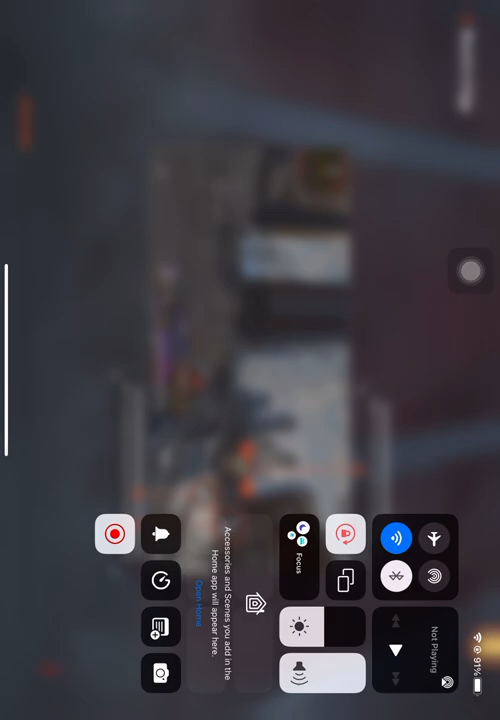 91%
Not Playing
Focus
Accessories and Scenes you add in the
Home app will appear here.
Open Home